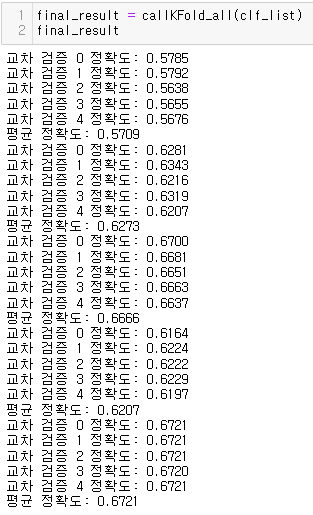 1 final_result = callKFold_all(clf_list)
2 final_result
교차 검증 0 정확도: 0.5785
교차 검증 1 정확도: 0.5792
교차 검증 2 정확도: 0.5638
교차 검증 3 정확도: 0.5655
교차 검증 4 정확도: 0.5676
평균 정확도: 0.5709
교차 검증 0 정확도: 0.6281
교차 검증 1 정확도: 0.6343
교차 검증 2 정확도: 0.6216
교차 검증 3 정확도: 0.6319
교차 검증 4 정확도: 0.6207
평균 정확도: 0.6273
교차 검증 0 정확도: 0.6700
교차 검증 1 정확도: 0.6681
교차 검증 2 정확도: 0.6651
교차 검증 3 정확도: 0.6663
교차 검증 4 정확도: 0.6637
평균 정확도: 0.6666
교차 검증 0 정확도: 0.6164
교차 검증 1 정확도: 0.6224
교차 검증 2 정확도: 0.6222
교차 검증 3 정확도: 0.6229
교차 검증 4 정확도: 0.6197
평균 정확도: 0.6207
교차 검증 0 정확도: 0.6721
교차 검증 1 정확도: 0.6721
교차 검증 2 정확도: 0.6721
교차 검증 3 정확도: 0.6720
교차 검증 4 정확도: 0.6721
평균 정확도: 0.6721